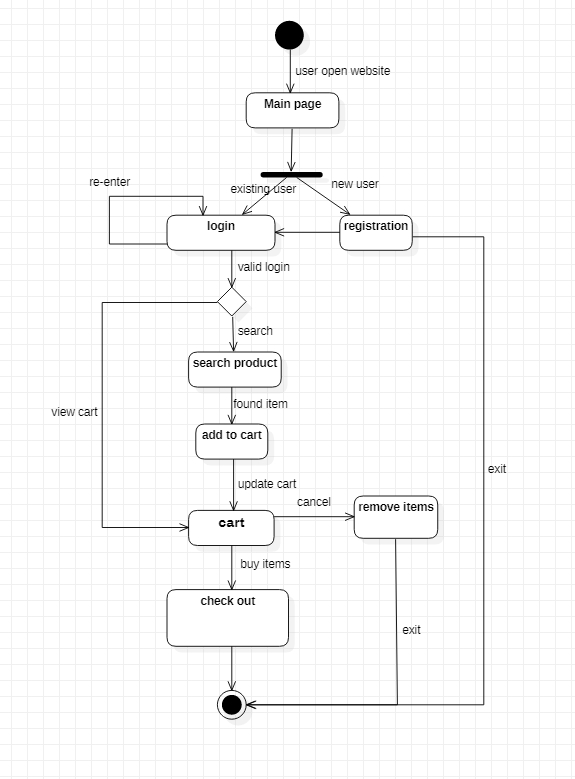 user open website
Main page
existing user
new user
re-enter
login
registration
valid login
search
search product
found item
view cart
add to cart
exit
update cart
cancel
remove items
cart
buy items
check out
exit